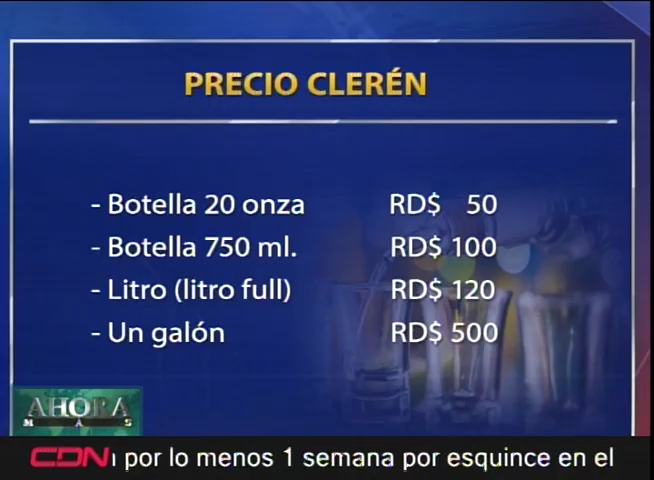 PRECIO CLERÉN
- Botella 20 onza RD$ 50
- Botella 750 ml. RD$ 100
- Litro (litro full) RD$ 120
- Un galón RD$ 500
AHORA
MAS
CDN por lo menos 1 semana por esquince en el